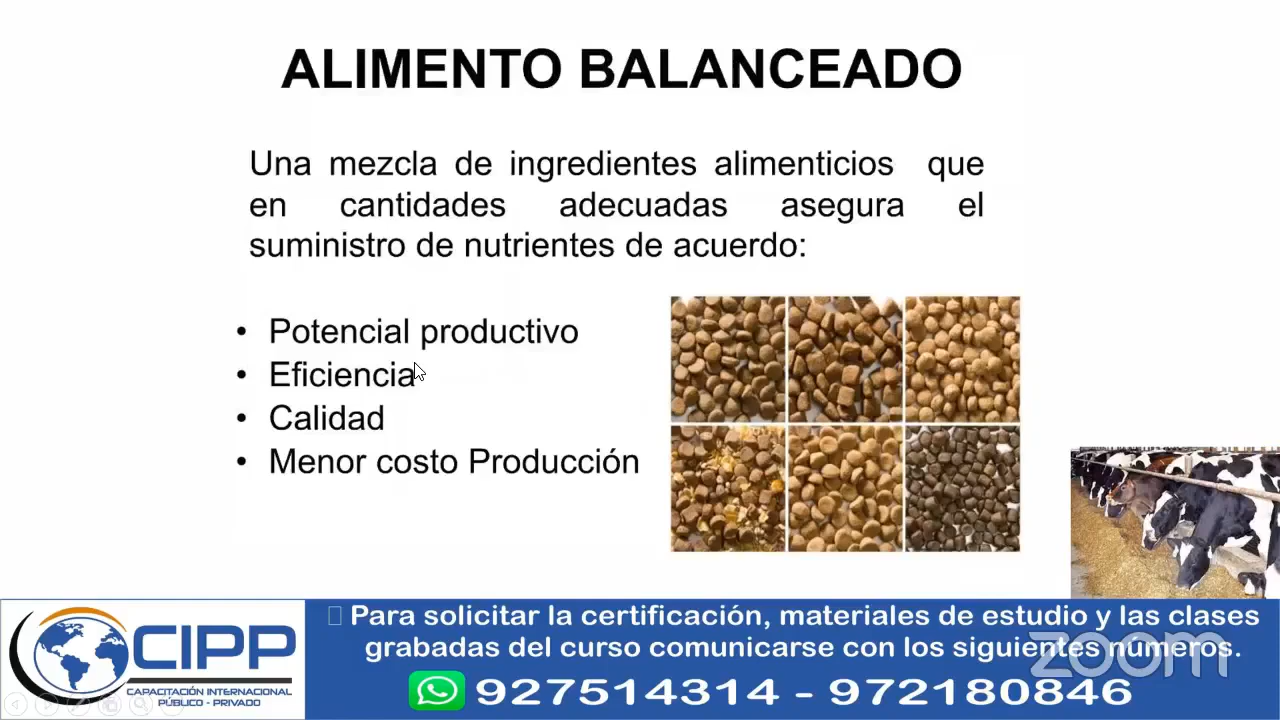 ALIMENTO BALANCEADO
Una mezcla de ingredientes alimenticios que
en cantidades adecuadas asegura el
suministro de nutrientes de acuerdo:
• Potencial productivo
• Eficiencia
• Calidad
• Menor costo Producción
Para solicitar la certificación, materiales de estudio y las clases
grabadas del curso comunicarse con los siguientes números.
927514314 - 972180846
CIPP
CAPACITACIÓN INTERNACIONAL
PÚBLICO - PRIVADO
zoom